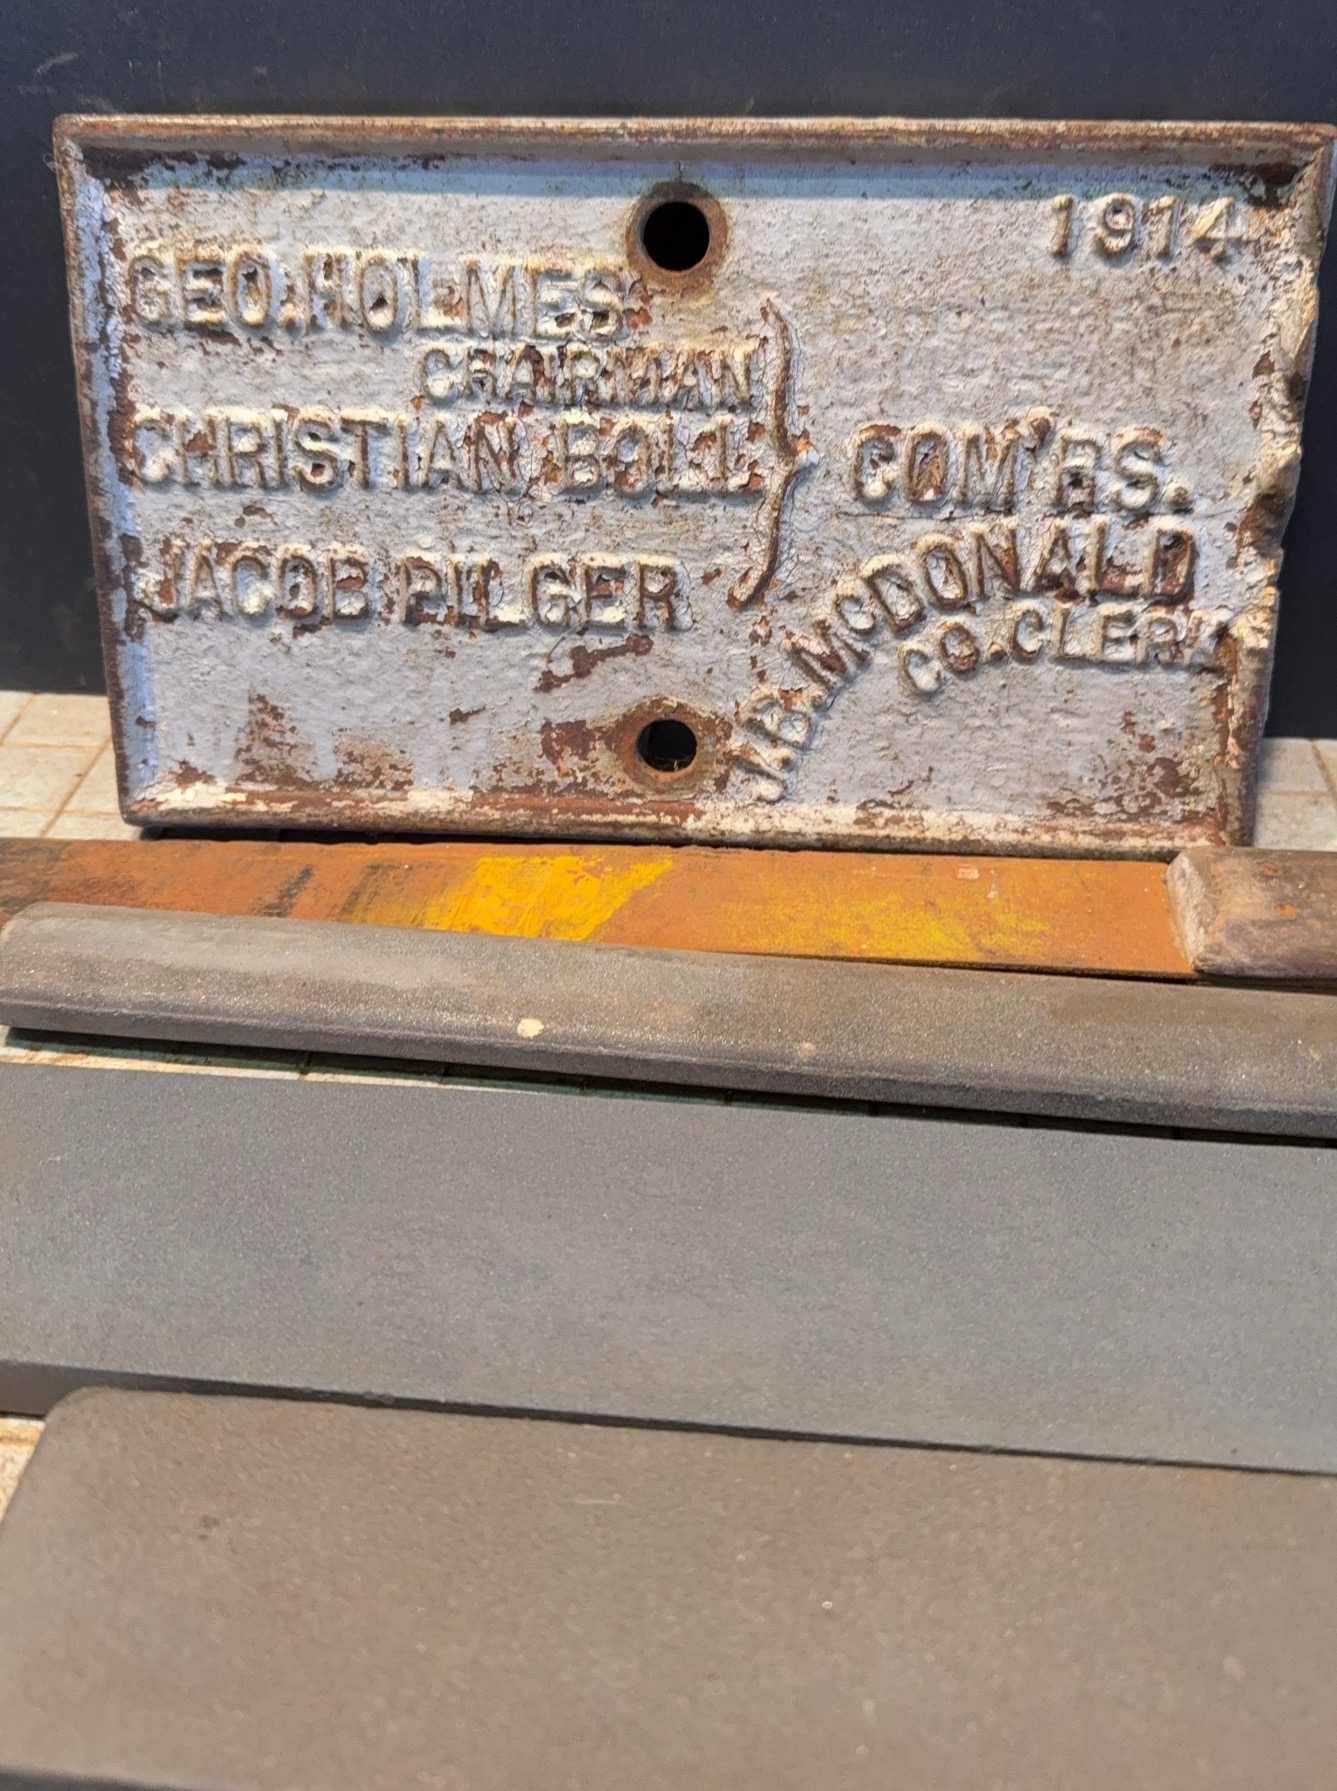 1914
GEO. HOLMES
CHAIRMAN
CHRISTIAN BOLL
JACOB PILGER
COM'RS.
J.B. McDONALD
CO. CLERK